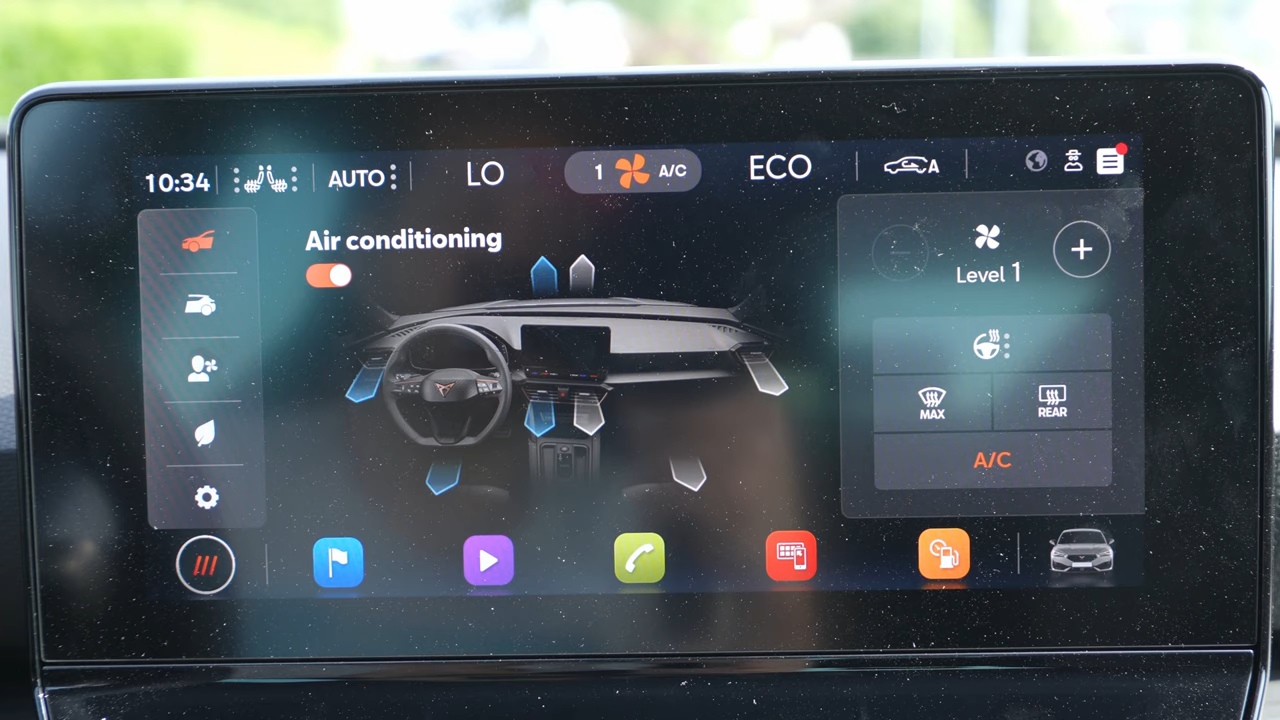 10:34 AUTO LO 1 A/C ECO A
Air conditioning
Level 1
MAX REAR
A/C